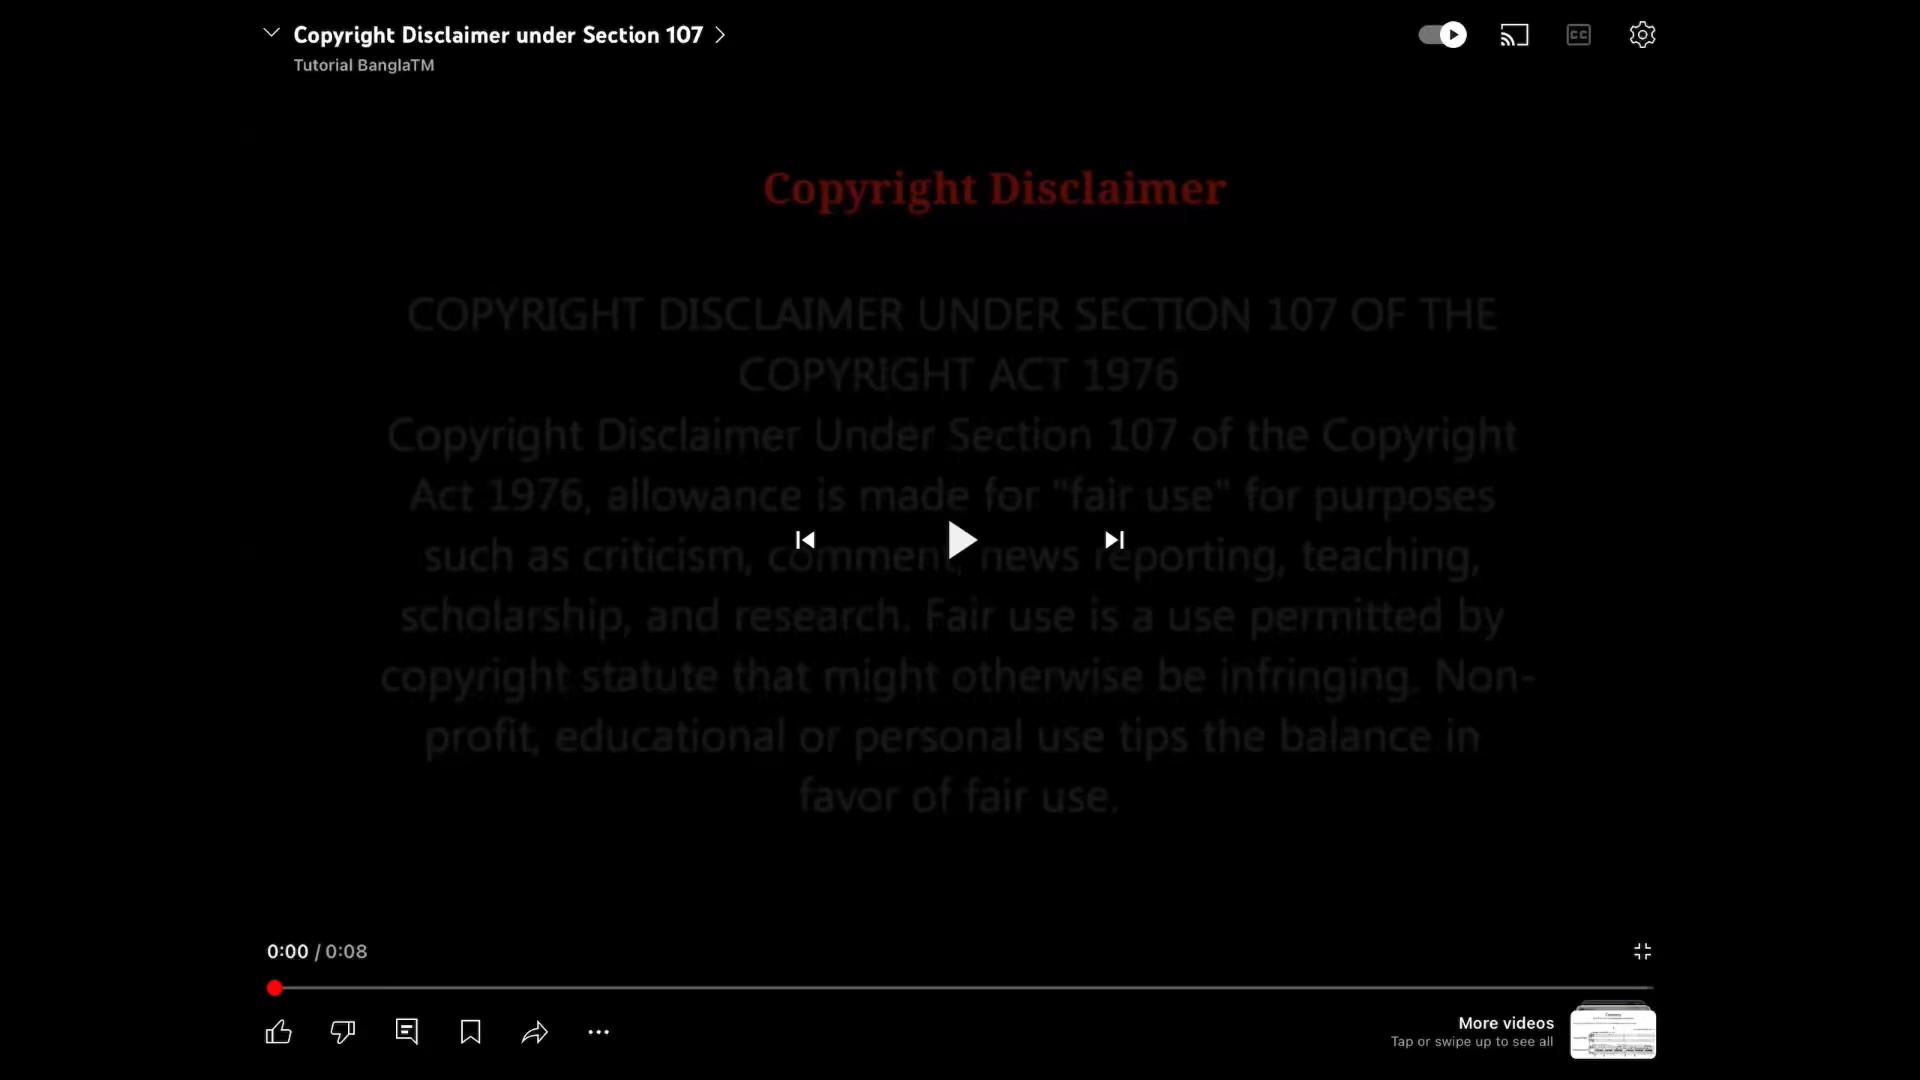 Copyright Disclaimer under Section 107
Tutorial BanglaTM
CC
Copyright Disclaimer
COPYRIGHT DISCLAIMER UNDER SECTION 107 OF THE
COPYRIGHT ACT 1976
Copyright Disclaimer Under Section 107 of the Copyright
Act 1976, allowance is made for "fair use" for purposes
such as criticism, comment, news reporting, teaching,
scholarship, and research. Fair use is a use permitted by
copyright statute that might otherwise be infringing. Non-
profit, educational or personal use tips the balance in
favor of fair use.
0:00 / 0:08
More videos
Tap or swipe up to see all